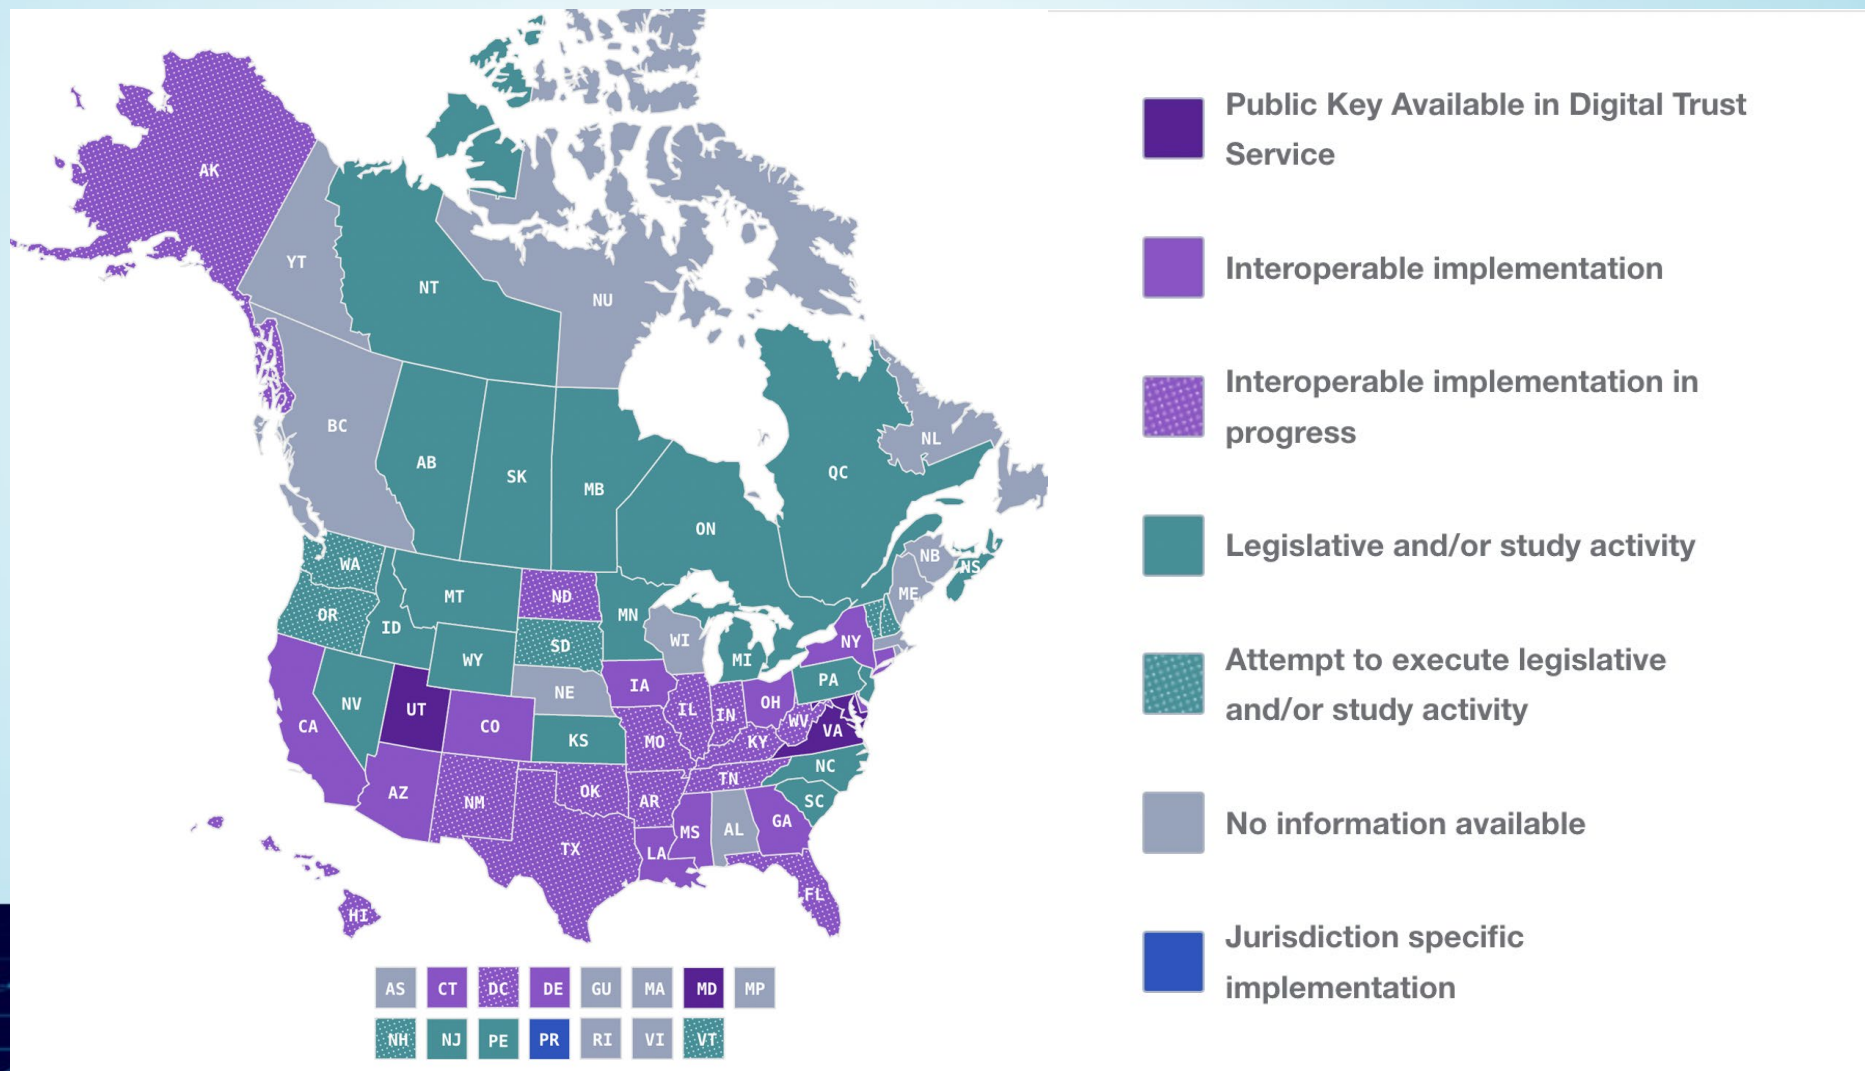 AK
YT
NT
NU
BC
AB
SK
MB
ON
QC
NL
NB
NS
ME
WA
OR
ID
MT
ND
MN
SD
WY
WI
MI
NY
PA
NE
IA
NV
UT
CO
KS
IL
IN
OH
WV
VA
CA
MO
KY
NC
AZ
NM
OK
AR
TN
SC
TX
LA
MS
AL
GA
FL
HI
AS CT DC DE GU MA MD MP
NH NJ PE PR RI VI VT
Public Key Available in Digital Trust
Service
Interoperable implementation
Interoperable implementation in
progress
Legislative and/or study activity
Attempt to execute legislative
and/or study activity
No information available
Jurisdiction specific
implementation